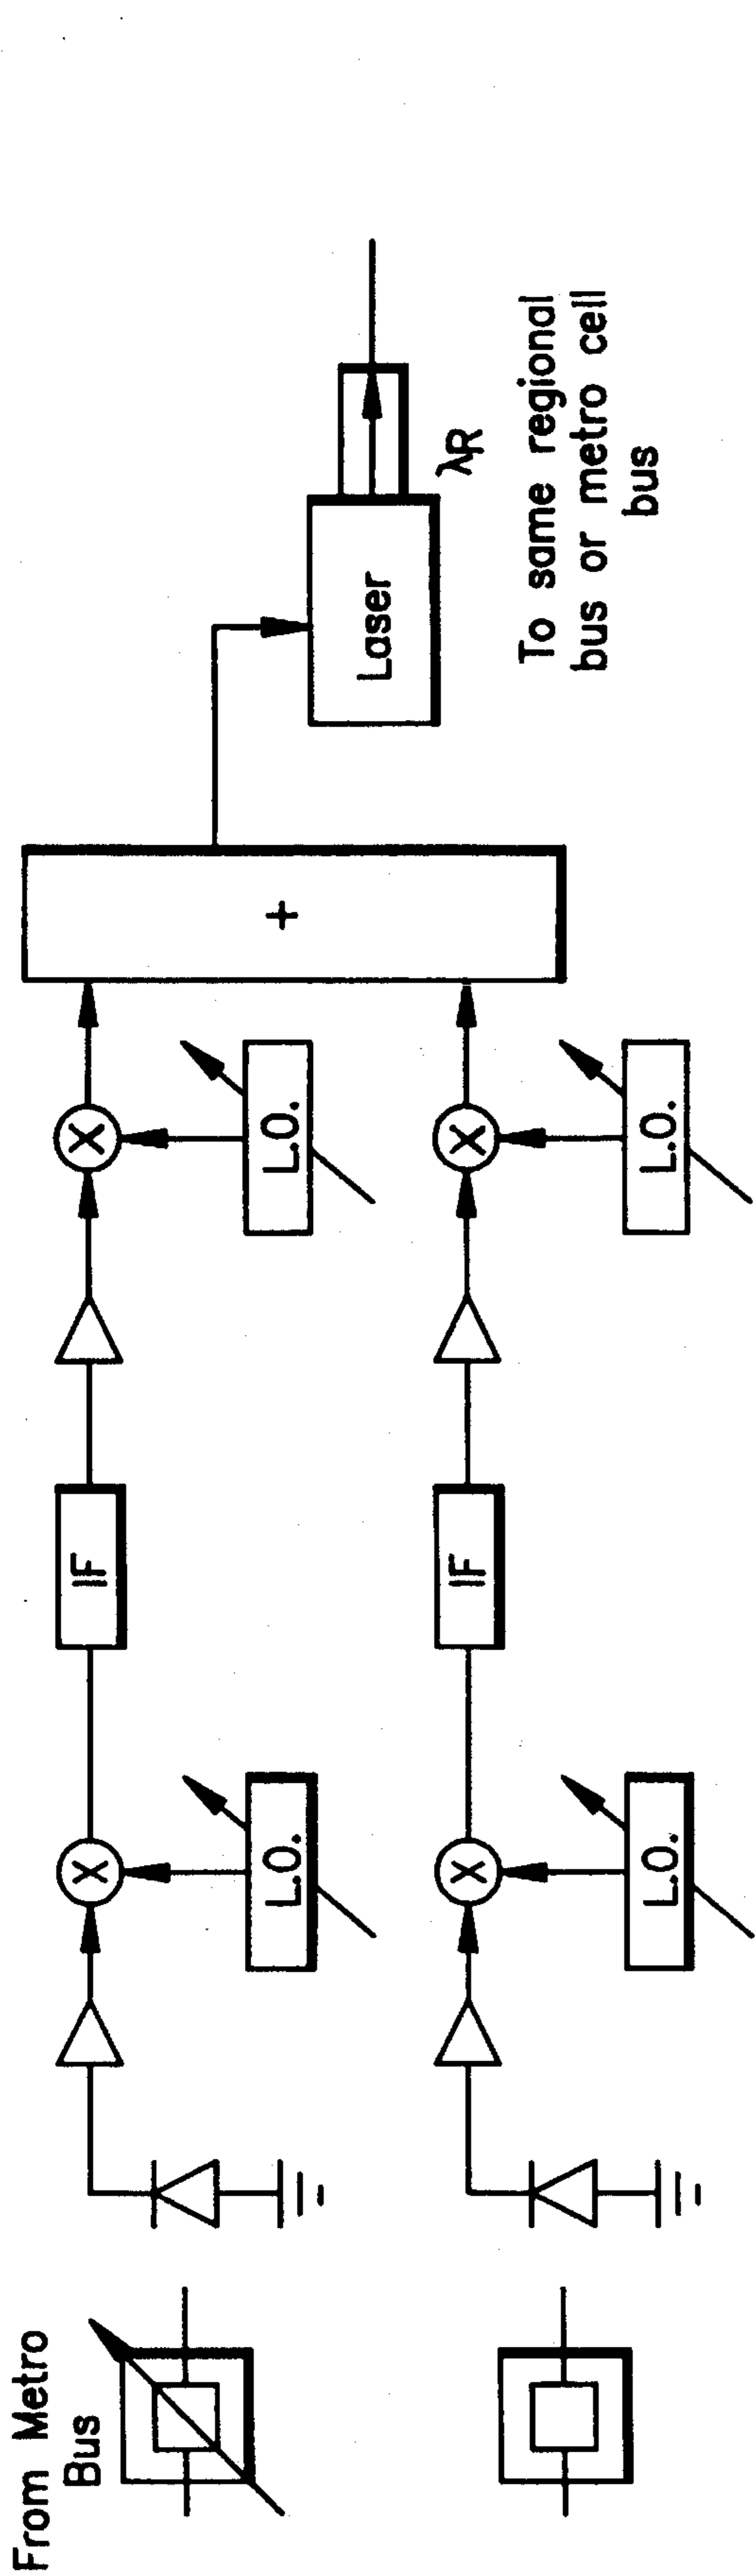 From Metro
Bus
X
L.O.
IF
X
L.O.
X
L.O.
IF
X
L.O.
+
Laser
λR
To same regional
bus or metro cell
bus